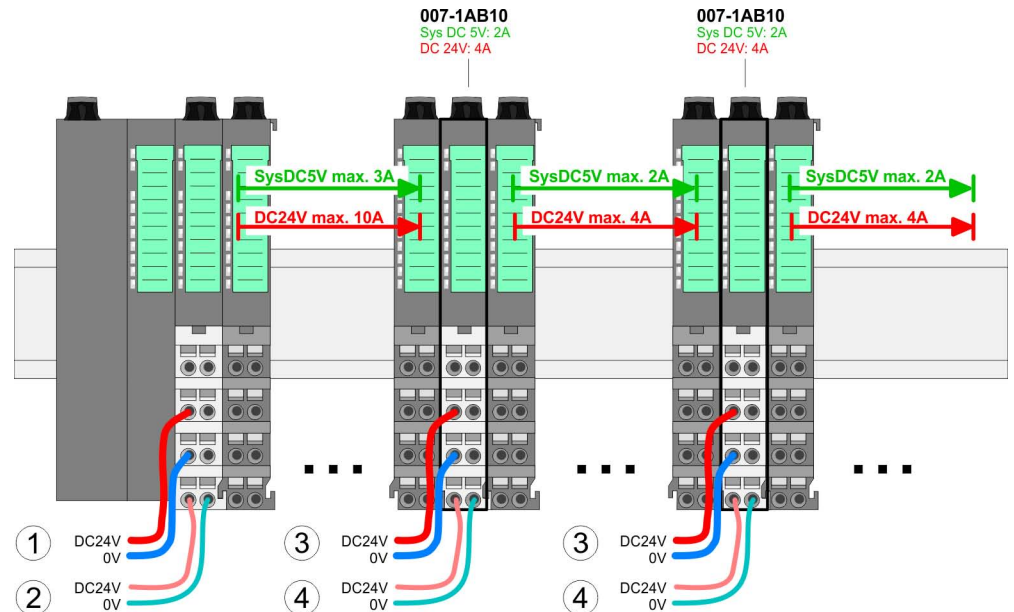 007-1AB10
Sys DC 5V: 2A
DC 24V: 4A
007-1AB10
Sys DC 5V: 2A
DC 24V: 4A
SysDC5V max. 3A
SysDC5V max. 2A
SysDC5V max. 2A
DC24V max. 10A
DC24V max. 4A
DC24V max. 4A
1 DC24V
0V
2 DC24V
0V
3 DC24V
0V
4 DC24V
0V
3 DC24V
0V
4 DC24V
0V